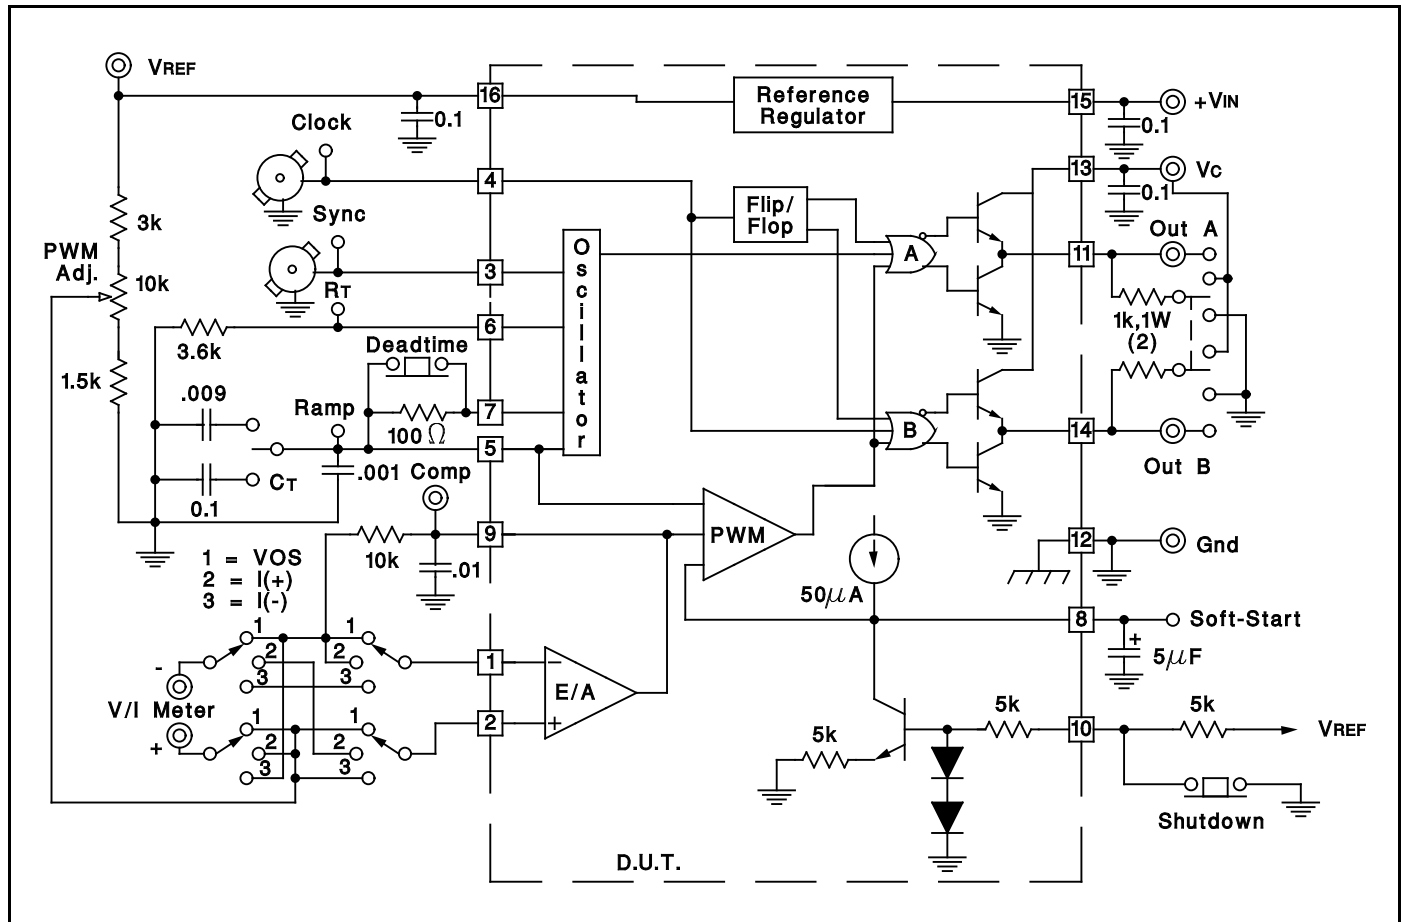 VREF
16
0.1
Reference
Regulator
15
+VIN
0.1
Clock
4
13
VC
0.1
Sync
3k
PWM
Adj.
10k
Flip/
Flop
Out A
A
11
3
RT
Oscillator
6
3.6k
1k,1W
(2)
Deadtime
1.5k
.009
Ramp
7
100 Ω
5
.001
Comp
CT
0.1
B
14
Out B
PWM
9
10k
.01
12
Gnd
1 = VOS
2 = I(+)
3 = I(-)
50μA
8
Soft-Start
+
5μF
1
1
2
2
3
3
-
V/I Meter
+
1
−
E/A
+
2
1
1
2
2
3
3
5k
5k
10
5k
VREF
Shutdown
D.U.T.